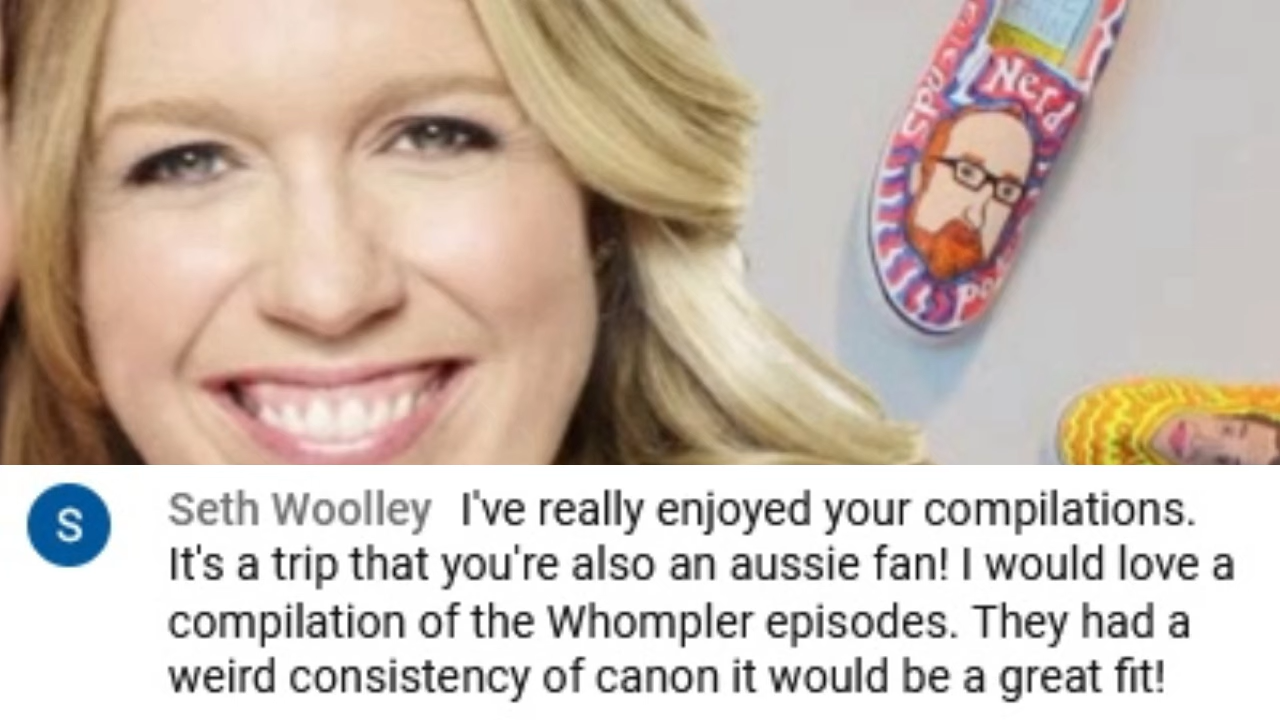 Nerd
S
Seth Woolley I've really enjoyed your compilations.
It's a trip that you're also an aussie fan! I would love a
compilation of the Whompler episodes. They had a
weird consistency of canon it would be a great fit!